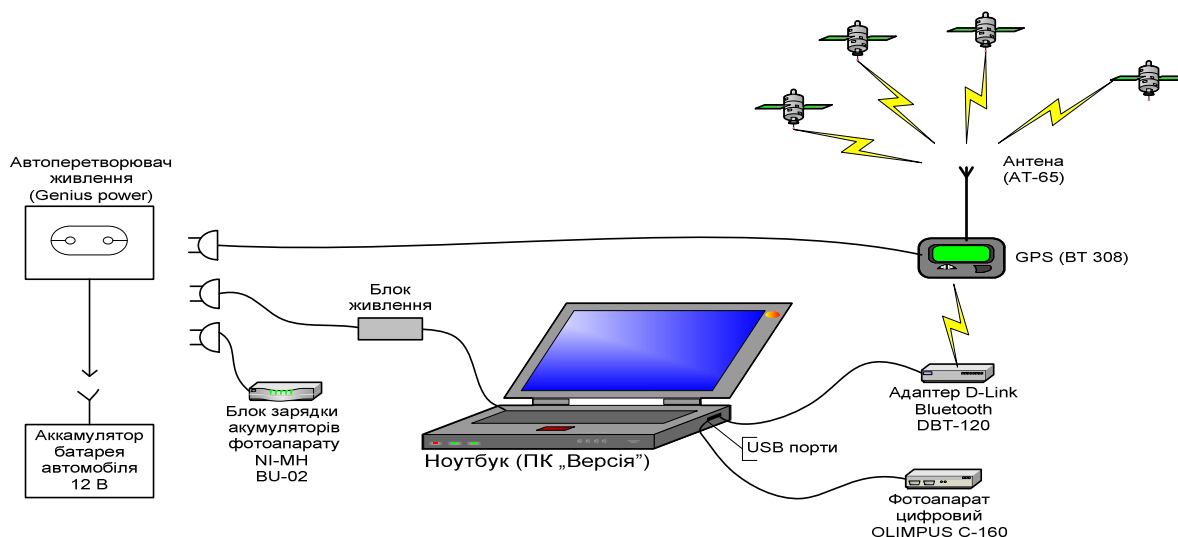 Автоперетворювач
живлення
(Genius power)
Антена
(АТ-65)
GPS (BT 308)
Блок
живлення
Адаптер D-Link
Bluetooth
DBT-120
Блок зарядки
акумуляторів
фотоапарату
NI-MH
BU-02
Аккамулятор
батарея
автомобіля
12 В
USB порти
Ноутбук (ПК „Версія”)
Фотоапарат
цифровий
OLIMPUS C-160